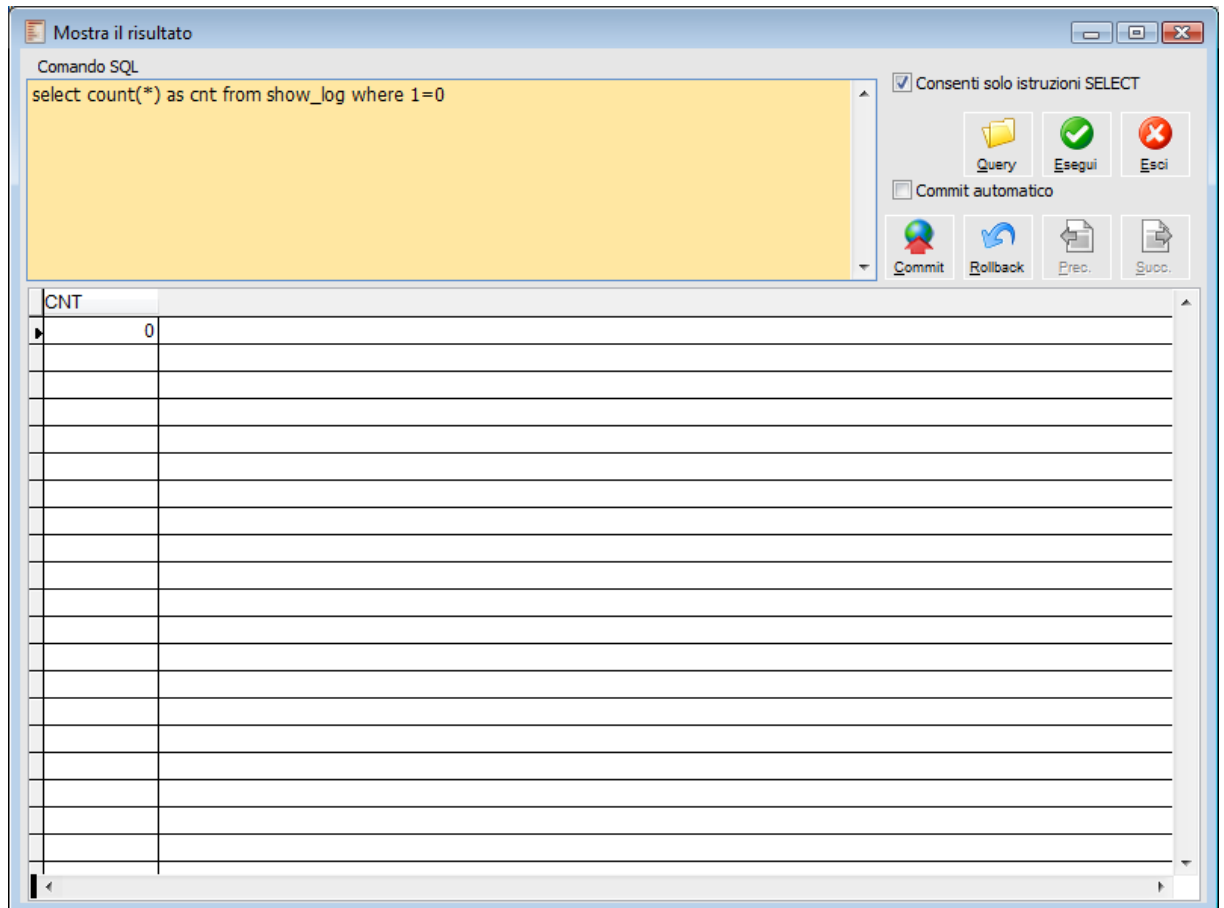 Mostra il risultato
Comando SQL
select count(*) as cnt from show_log where 1=0
Consenti solo istruzioni SELECT
Query Esegui Esci
Commit automatico
Commit Rollback Prec. Succ.
CNT
0